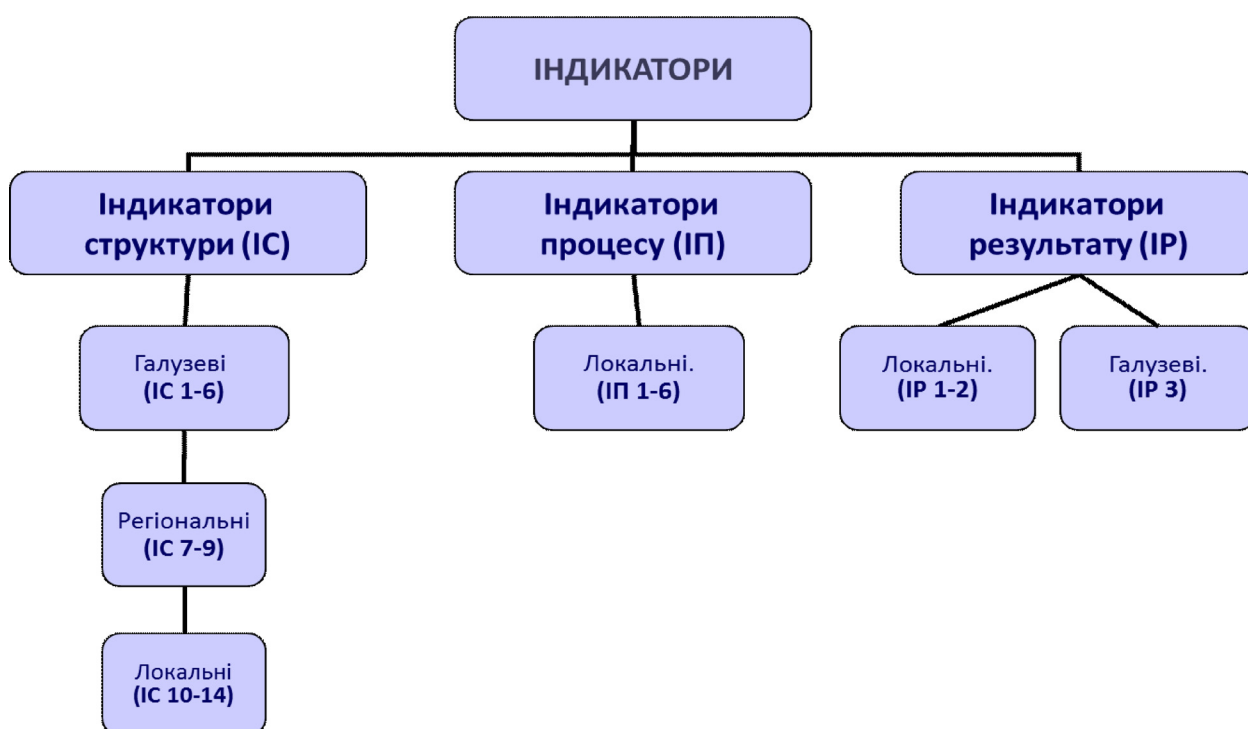 ІНДИКАТОРИ
Індикатори
структури (ІС)
Індикатори
процесу (ІП)
Індикатори
результату (ІР)
Галузеві
(ІС 1-6)
Локальні.
(ІП 1-6)
Локальні.
(ІР 1-2)
Галузеві.
(ІР 3)
Регіональні
(ІС 7-9)
Локальні
(ІС 10-14)